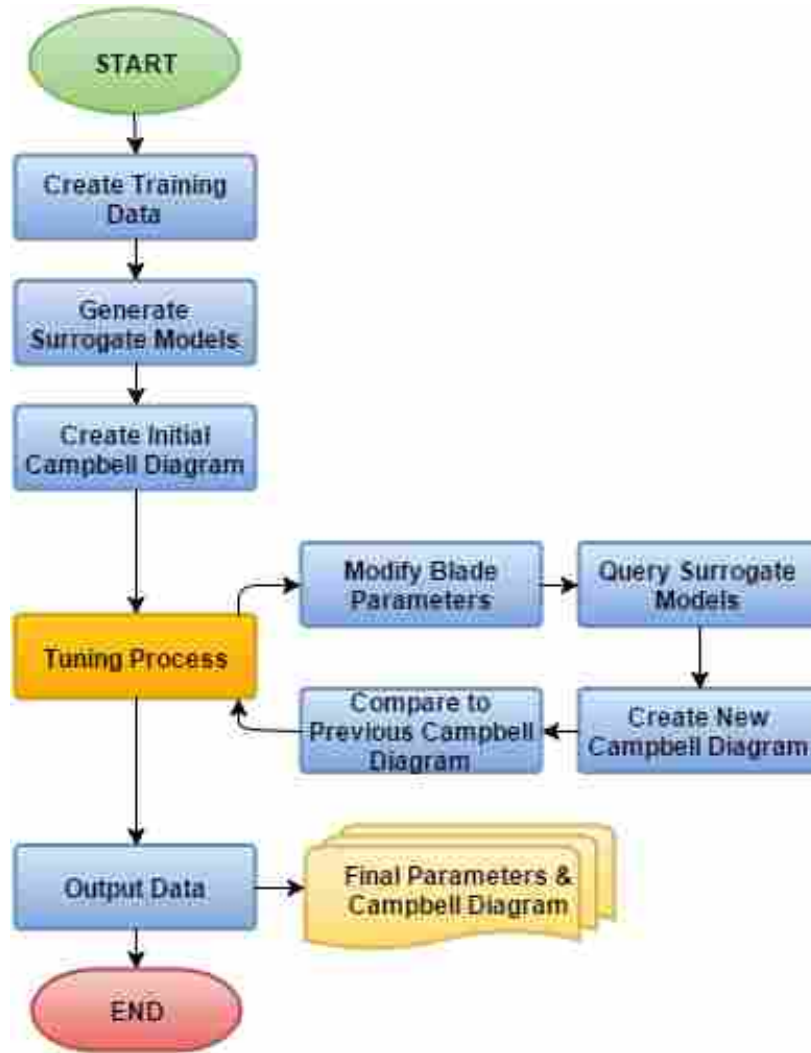 START
Create Training
Data
Generate
Surrogate Models
Create Initial
Campbell Diagram
Tuning Process
Modify Blade
Parameters
Query Surrogate
Models
Create New
Campbell Diagram
Compare to
Previous Campbell
Diagram
Output Data
Final Parameters &
Campbell Diagram
END